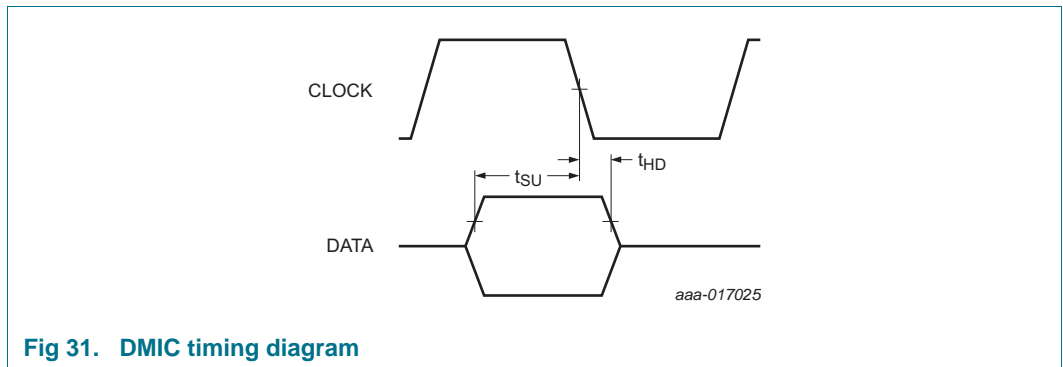 CLOCK
tSU
tHD
DATA
aaa-017025
Fig 31. DMIC timing diagram